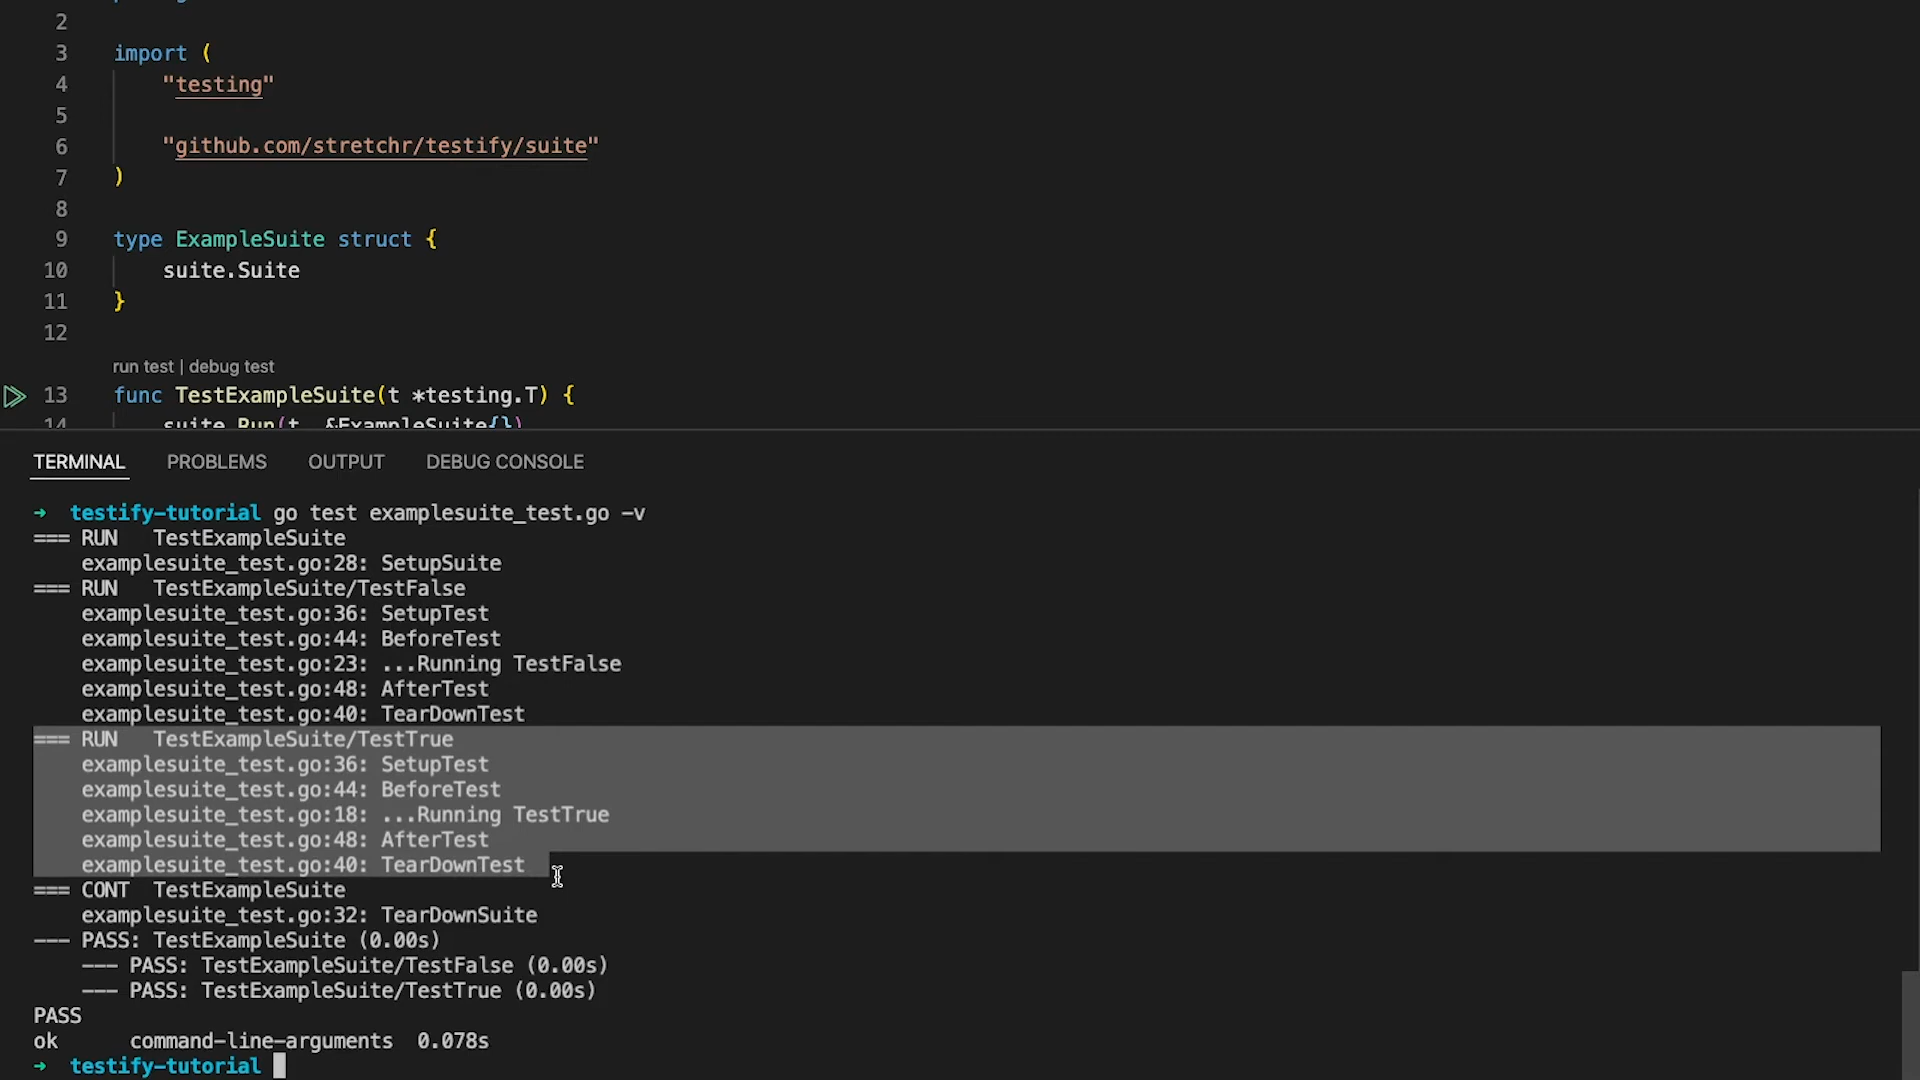 2
3 import (
4 "testing"
5
6 "github.com/stretchr/testify/suite"
7 )
8
9 type ExampleSuite struct {
10 suite.Suite
11 }
12
run test | debug test
13 func TestExampleSuite(t *testing.T) {
14 suite.Run(t, &ExampleSuite{})
TERMINAL PROBLEMS OUTPUT DEBUG CONSOLE
→ testify-tutorial go test examplesuite_test.go -v
=== RUN TestExampleSuite
examplesuite_test.go:28: SetupSuite
=== RUN TestExampleSuite/TestFalse
examplesuite_test.go:36: SetupTest
examplesuite_test.go:44: BeforeTest
examplesuite_test.go:23: ...Running TestFalse
examplesuite_test.go:48: AfterTest
examplesuite_test.go:40: TearDownTest
=== RUN TestExampleSuite/TestTrue
examplesuite_test.go:36: SetupTest
examplesuite_test.go:44: BeforeTest
examplesuite_test.go:18: ...Running TestTrue
examplesuite_test.go:48: AfterTest
examplesuite_test.go:40: TearDownTest
=== CONT TestExampleSuite
examplesuite_test.go:32: TearDownSuite
--- PASS: TestExampleSuite (0.00s)
--- PASS: TestExampleSuite/TestFalse (0.00s)
--- PASS: TestExampleSuite/TestTrue (0.00s)
PASS
ok command-line-arguments 0.078s
→ testify-tutorial